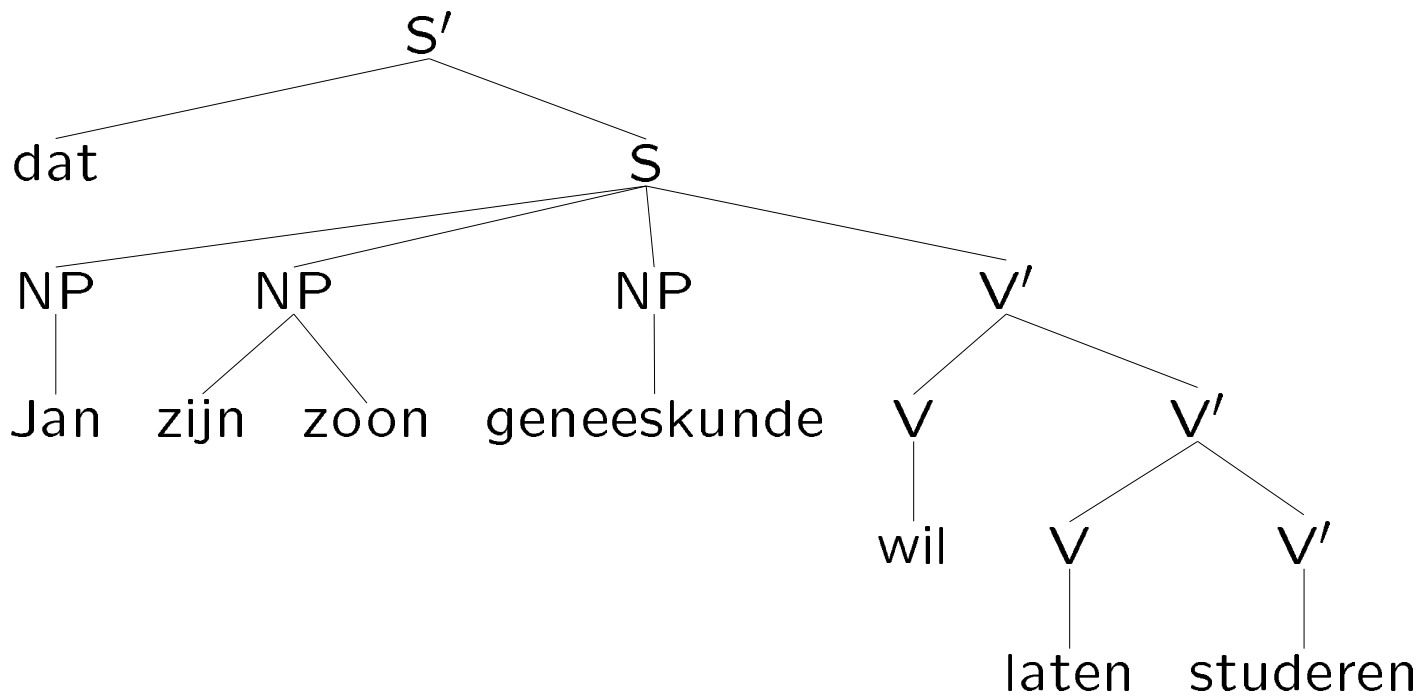 S′
dat S
NP NP NP V′
Jan zijn zoon geneeskunde V V′
wil V V′
laten studeren